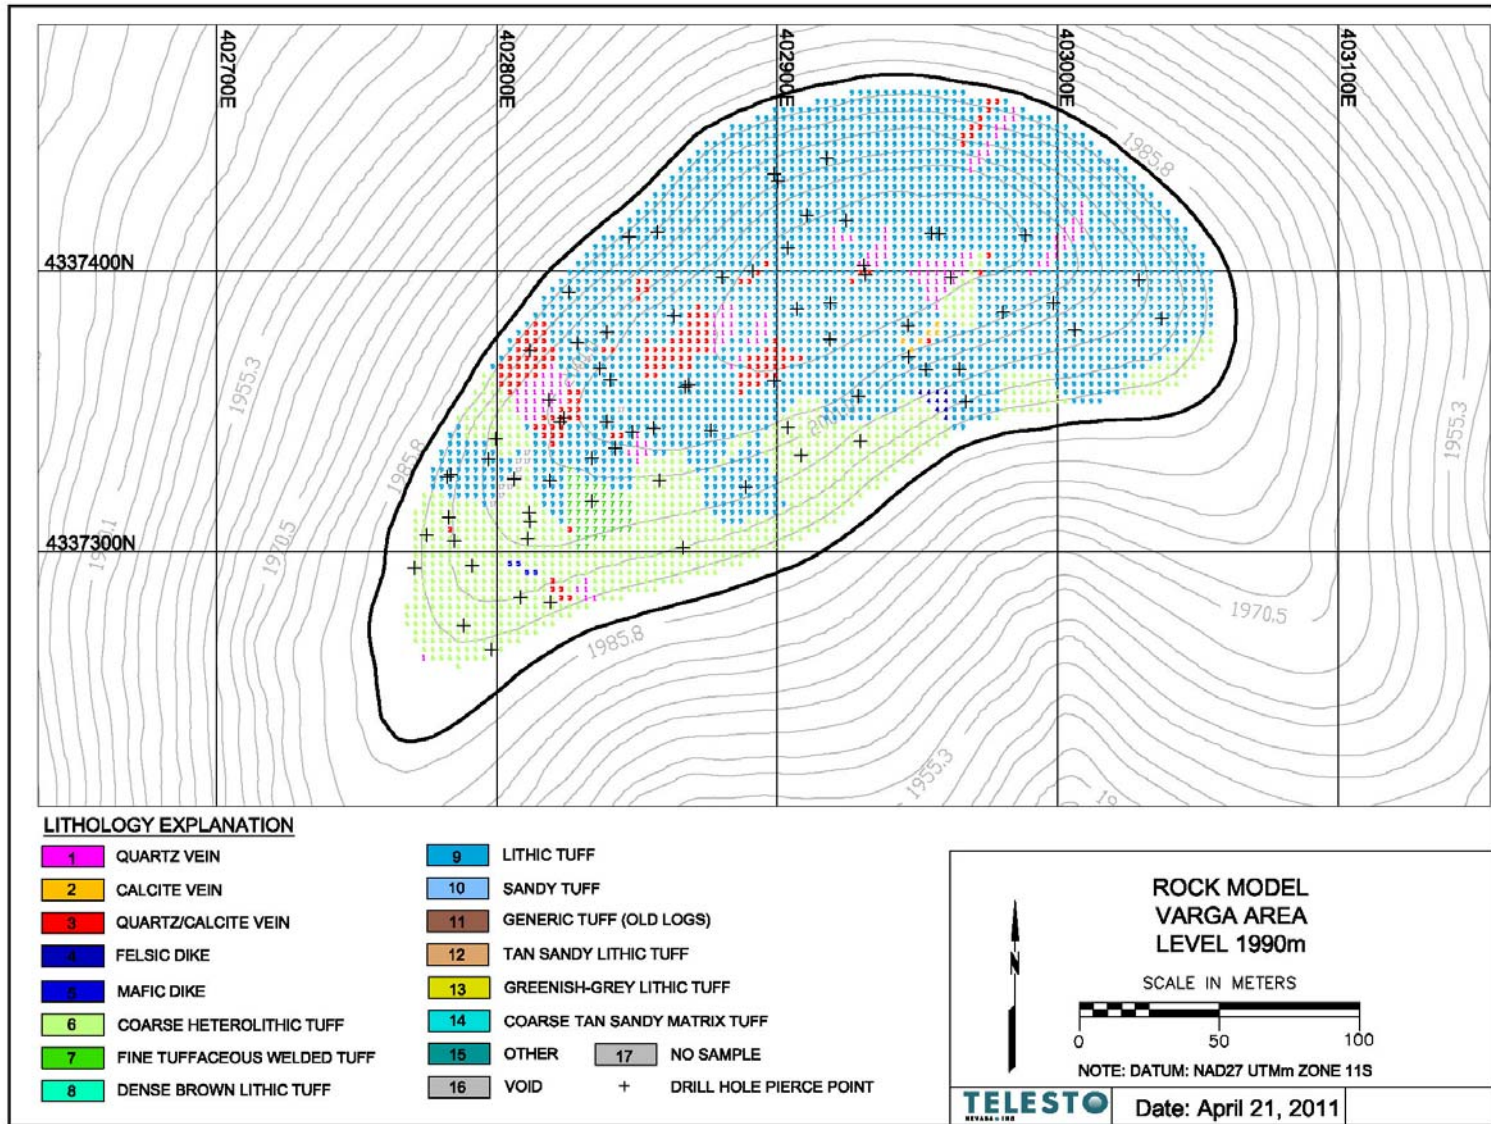 402700E
402800E
402900E
403000E
403100E
1985.8
4337400N
1955.3
1985.8
1955.3
4337300N
1970.5
1985.8
1970.5
1955.3
LITHOLOGY EXPLANATION
1 QUARTZ VEIN
2 CALCITE VEIN
3 QUARTZ/CALCITE VEIN
4 FELSIC DIKE
5 MAFIC DIKE
6 COARSE HETEROLITHIC TUFF
7 FINE TUFFACEOUS WELDED TUFF
8 DENSE BROWN LITHIC TUFF
9 LITHIC TUFF
10 SANDY TUFF
11 GENERIC TUFF (OLD LOGS)
12 TAN SANDY LITHIC TUFF
13 GREENISH-GREY LITHIC TUFF
14 COARSE TAN SANDY MATRIX TUFF
15 OTHER 17 NO SAMPLE
16 VOID + DRILL HOLE PIERCE POINT
N
ROCK MODEL
VARGA AREA
LEVEL 1990m
SCALE IN METERS
0 50 100
NOTE: DATUM: NAD27 UTMm ZONE 11S
TELESTO
NEVADA INC
Date: April 21, 2011